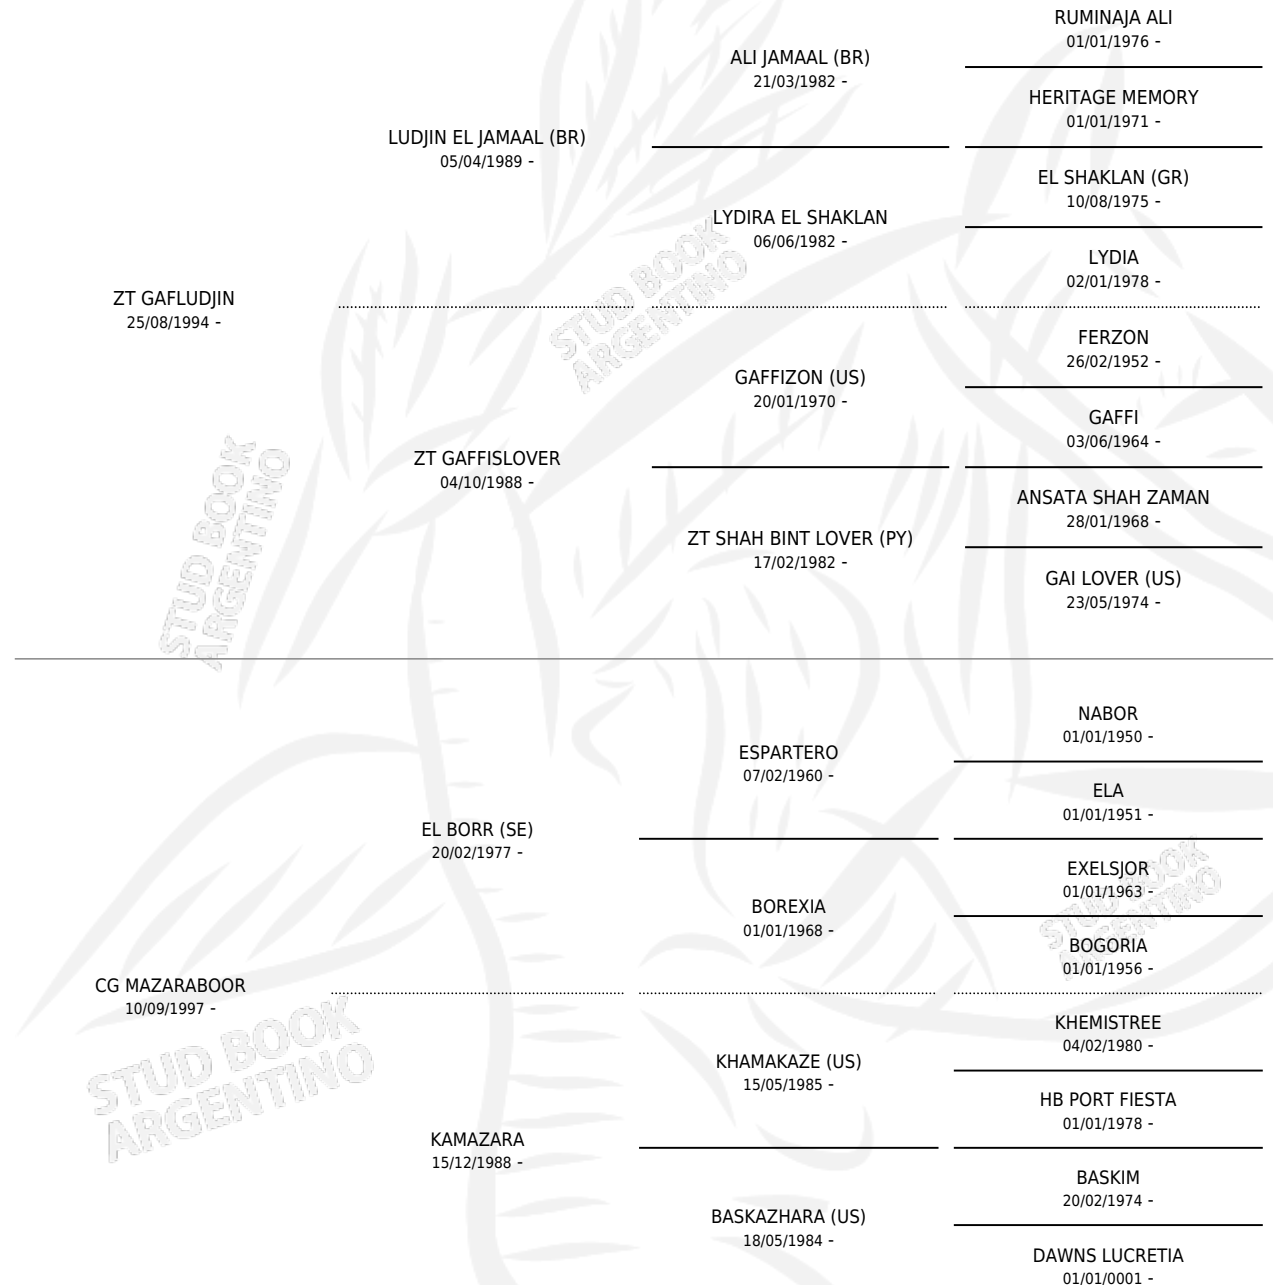 RUMINAJA ALI
01/01/1976 -
ALI JAMAAL (BR)
21/03/1982 -
HERITAGE MEMORY
01/01/1971 -
LUDJIN EL JAMAAL (BR)
05/04/1989 -
EL SHAKLAN (GR)
10/08/1975 -
LYDIRA EL SHAKLAN
06/06/1982 -
LYDIA
02/01/1978 -
ZT GAFLUDJIN
25/08/1994 -
FERZON
26/02/1952 -
GAFFIZON (US)
20/01/1970 -
GAFFI
03/06/1964 -
ZT GAFFISLOVER
04/10/1988 -
ANSATA SHAH ZAMAN
28/01/1968 -
ZT SHAH BINT LOVER (PY)
17/02/1982 -
GAI LOVER (US)
23/05/1974 -
NABOR
01/01/1950 -
ESPARTERO
07/02/1960 -
ELA
01/01/1951 -
EL BORR (SE)
20/02/1977 -
EXELSJOR
01/01/1963 -
BOREXIA
01/01/1968 -
BOGORIA
01/01/1956 -
CG MAZARABOOR
10/09/1997 -
KHEMISTREE
04/02/1980 -
KHAMAKAZE (US)
15/05/1985 -
HB PORT FIESTA
01/01/1978 -
KAMAZARA
15/12/1988 -
BASKIM
20/02/1974 -
BASKAZHARA (US)
18/05/1984 -
DAWNS LUCRETIA
01/01/0001 -
STUD BOOK
ARGENTINO
STUD BOOK
ARGENTINO
STUD BOOK
ARGENTINO
STUD BOOK
ARGENTINO